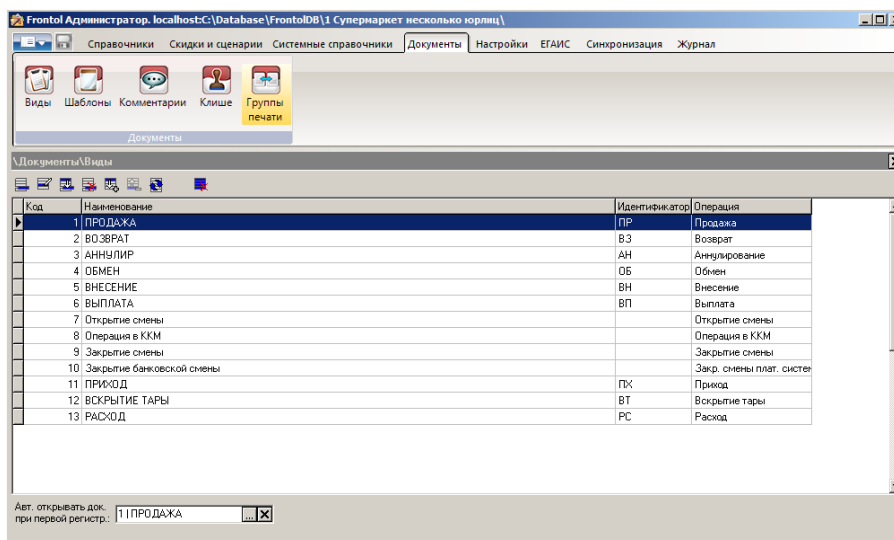 Frontol Администратор. localhost:C:\Database\FrontolDB\1 Супермаркет несколько юрлиц\
Справочники Скидки и сценарии Системные справочники Документы Настройки ЕГАИС Синхронизация Журнал
Виды Шаблоны Комментарии Клише Группы печати
Документы
\Документы\Виды
Код Наименование Идентификатор Операция
1 ПРОДАЖА ПР Продажа
2 ВОЗВРАТ ВЗ Возврат
3 АННУЛИР АН Аннулирование
4 ОБМЕН ОБ Обмен
5 ВНЕСЕНИЕ ВН Внесение
6 ВЫПЛАТА ВП Выплата
7 Открытие смены Открытие смены
8 Операция в ККМ Операция в ККМ
9 Закрытие смены Закрытие смены
10 Закрытие банковской смены Закр. смены плат. систем
11 ПРИХОД ПХ Приход
12 ВСКРЫТИЕ ТАРЫ ВТ Вскрытие тары
13 РАСХОД РС Расход
Авт. открывать док.
при первой регистр.: 1 | ПРОДАЖА ...